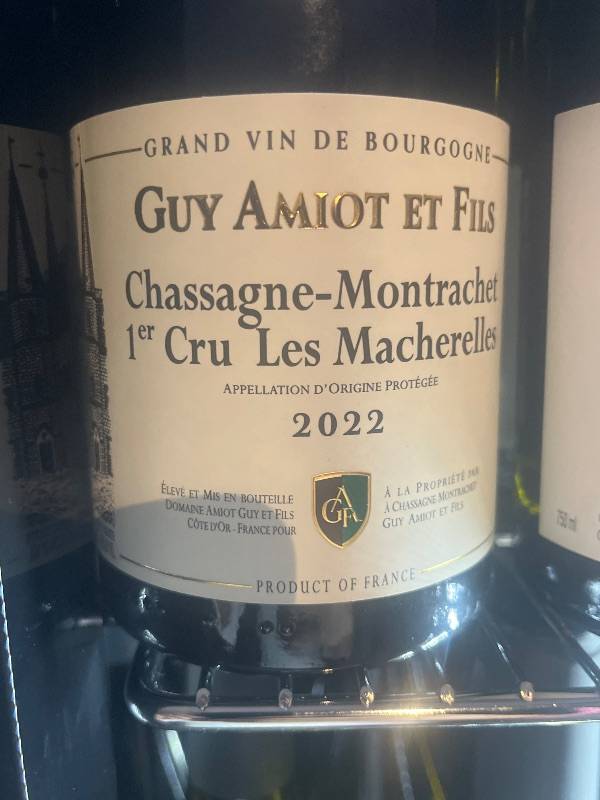 GRAND VIN DE BOURGOGNE
GUY AMIOT ET FILS
Chassagne-Montrachet
1er Cru Les Macherelles
APPELLATION D'ORIGINE PROTÉGÉE
2022
ÉLEVÉ ET MIS EN BOUTEILLE
DOMAINE AMIOT GUY ET FILS
CÔTE D'OR - FRANCE POUR
À LA PROPRIÉTÉ PAR
À CHASSAGNE MONTRACHET
GUY AMIOT ET FILS
PRODUCT OF FRANCE
750 ml